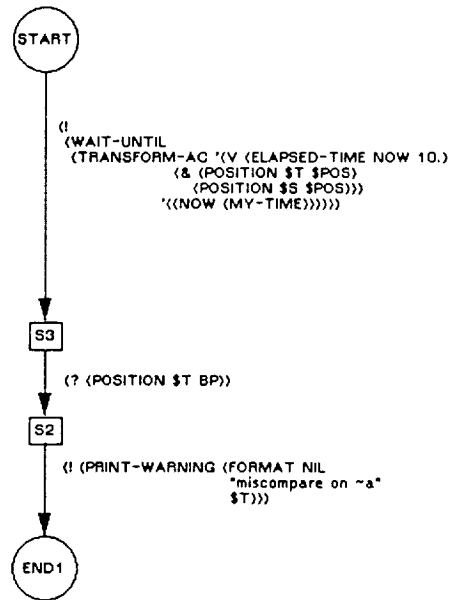 START
(!
(WAIT-UNTIL
(TRANSFORM-AC '(V (ELAPSED-TIME NOW 10.)
(& (POSITION $T $POS)
(POSITION $S $POS)))
'((NOW (MY-TIME))))))
S3
(? (POSITION $T BP))
S2
(! (PRINT-WARNING (FORMAT NIL
"miscompare on ~a"
$T)))
END1